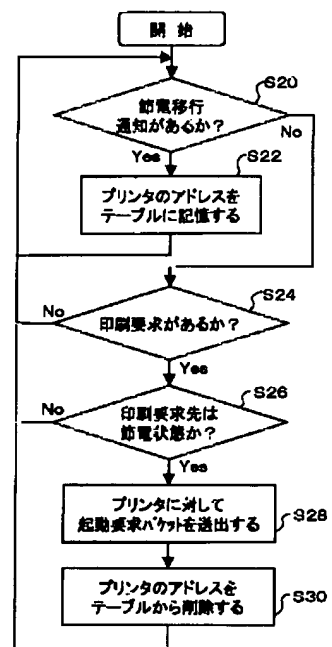 開 始
S20
節電移行
通知があるか?
No
Yes
S22
プリンタのアドレスを
テーブルに記憶する
S24
No
印刷要求があるか?
Yes
S26
No
印刷要求先は
節電状態か?
Yes
プリンタに対して
起動要求パケットを送出する
S28
プリンタのアドレスを
テーブルから削除する
S30